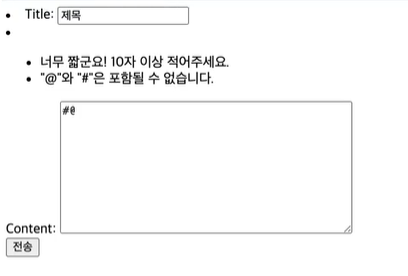 Title: 제목
너무 짧군요! 10자 이상 적어주세요.
"@"와 "#"은 포함될 수 없습니다.
#@
Content:
전송